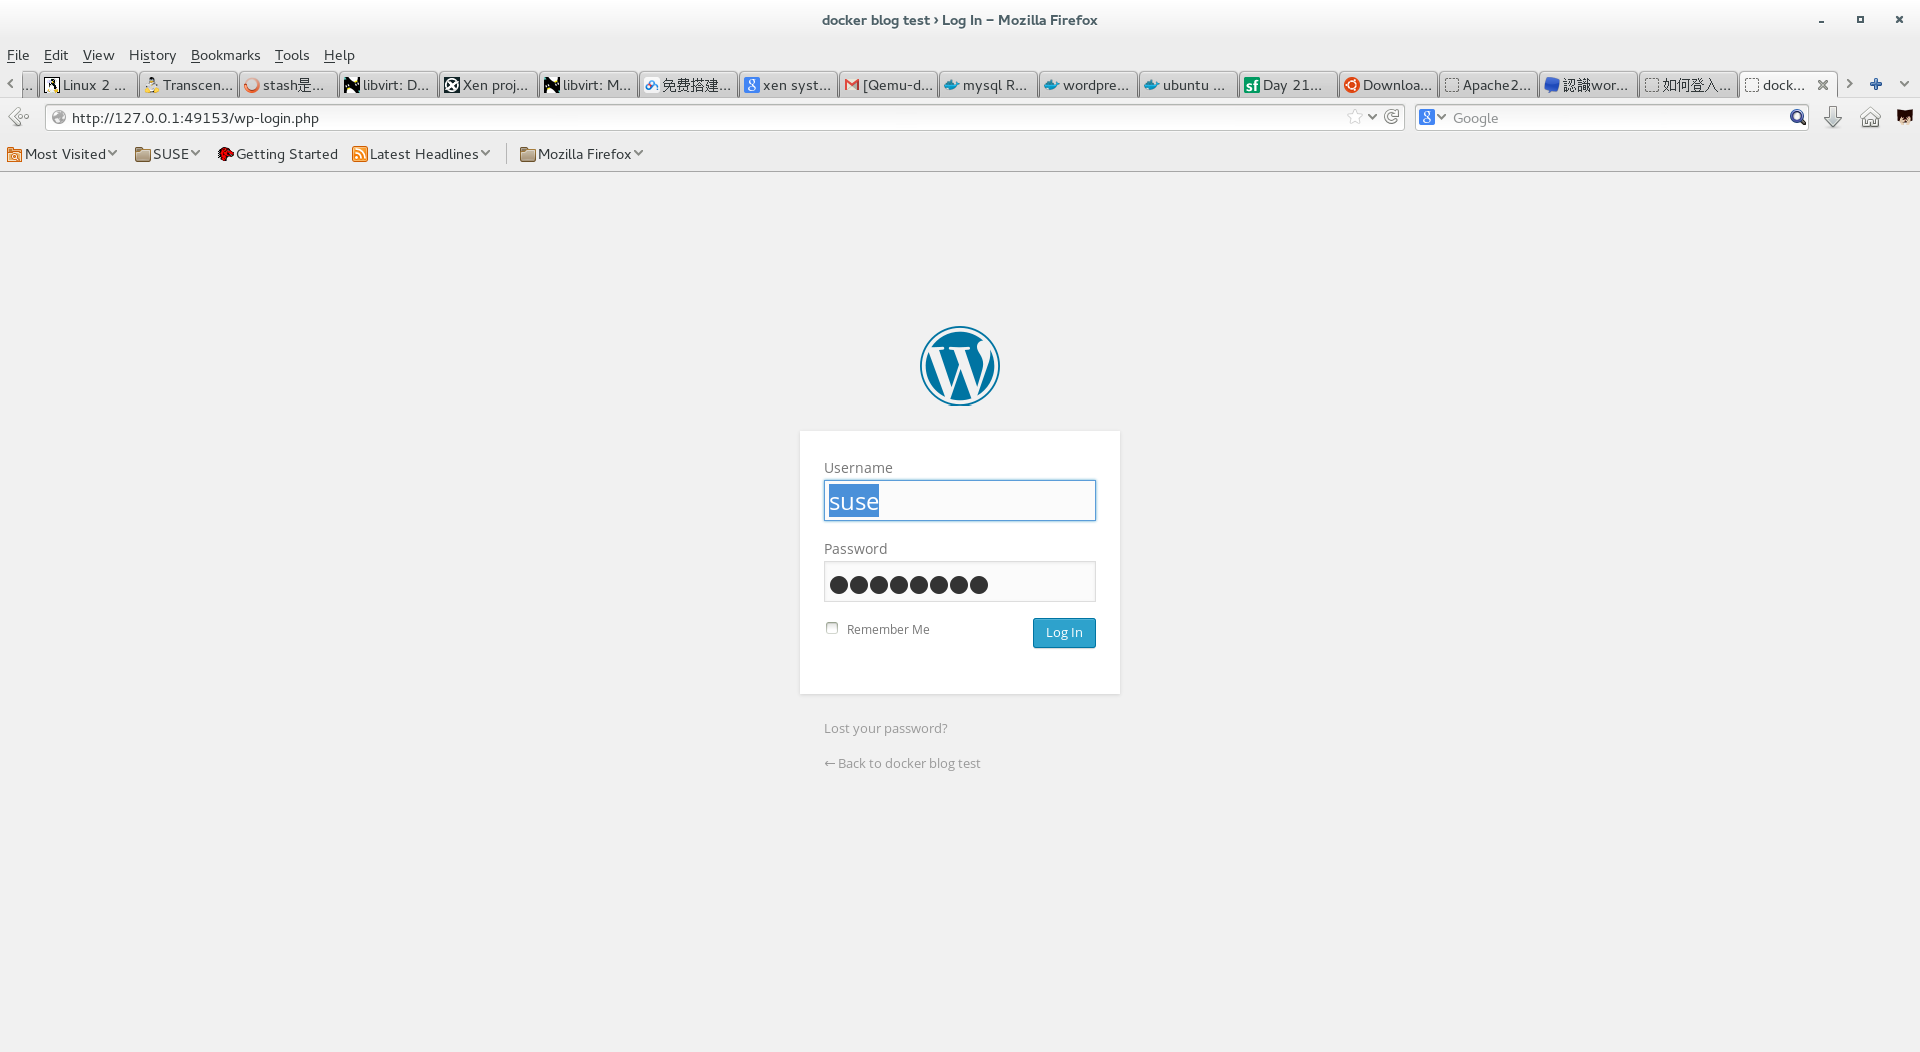 docker blog test › Log In – Mozilla Firefox
File Edit View History Bookmarks Tools Help
... Linux 2 ... Transcen... stash是... libvirt: D... Xen proj... libvirt: M... 免费搭建... xen syst... [Qemu-d... mysql R... wordpre... ubuntu ... Day 21... Downloa... Apache2... 認識wor... 如何登入... dock...
http://127.0.0.1:49153/wp-login.php Google
Most Visited SUSE Getting Started Latest Headlines Mozilla Firefox
Username
suse
Password
Remember Me Log In
Lost your password?
← Back to docker blog test